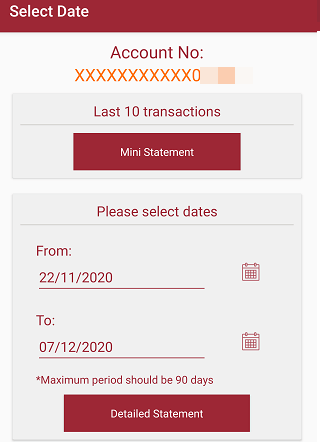 Select Date
Account No:
XXXXXXXXXXX0
Last 10 transactions
Mini Statement
Please select dates
From:
22/11/2020
To:
07/12/2020
*Maximum period should be 90 days
Detailed Statement